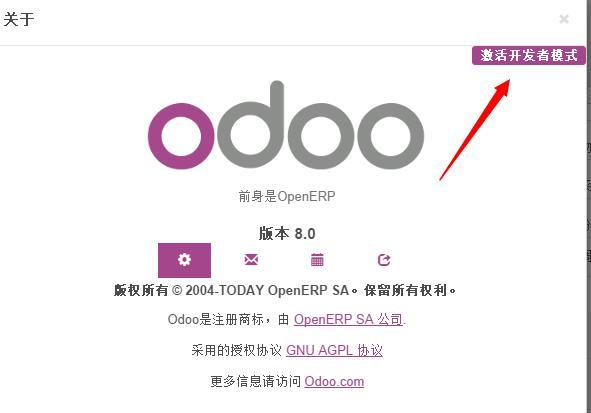 关于
×
激活开发者模式
odoo
前身是OpenERP
版本 8.0
版权所有 © 2004-TODAY OpenERP SA。保留所有权利。
Odoo是注册商标，由 OpenERP SA 公司.
采用的授权协议 GNU AGPL 协议
更多信息请访问 Odoo.com